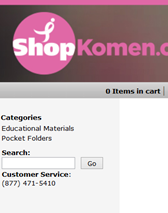 ShopKomen.c
0 Items in cart |
Categories
Educational Materials
Pocket Folders
Search:
Go
Customer Service:
(877) 471-5410